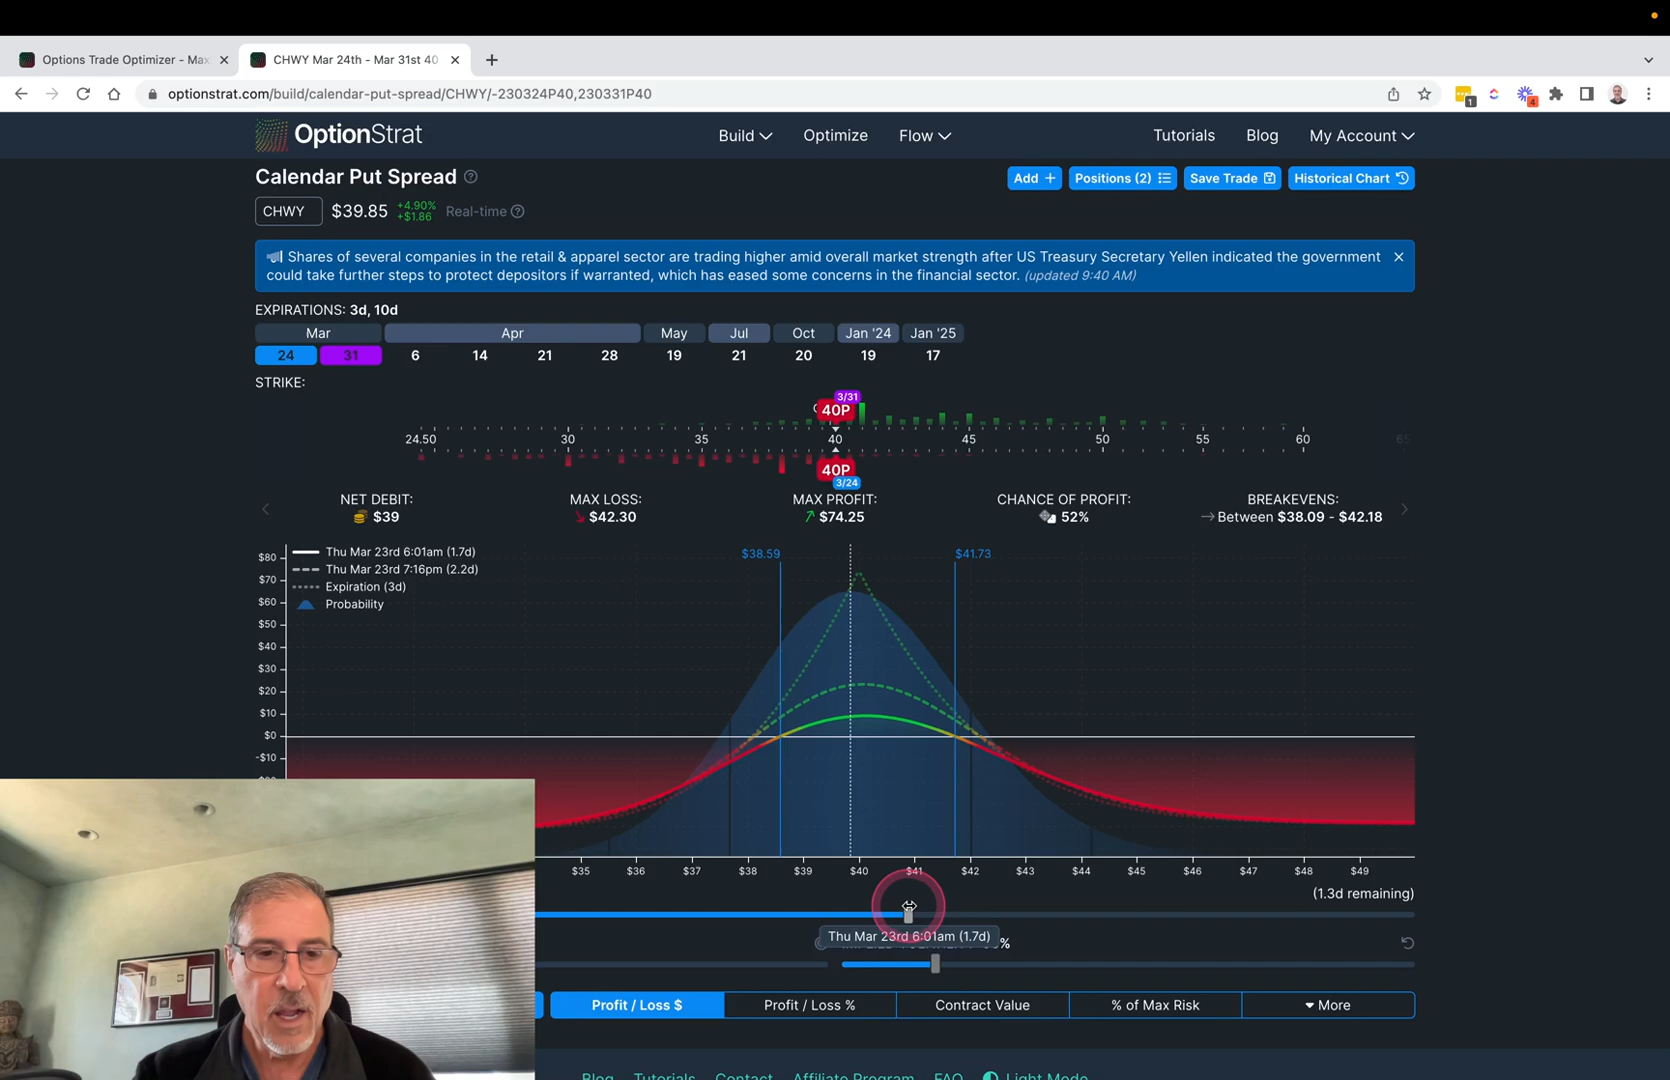 Options Trade Optimizer - Max
CHWY Mar 24th - Mar 31st 40
optionstrat.com/build/calendar-put-spread/CHWY/-230324P40,230331P40
1
4
OptionStrat
Build
Optimize
Flow
Tutorials
Blog
My Account
Calendar Put Spread
Add +
Positions (2)
Save Trade
Historical Chart
CHWY
$39.85
+4.90%
+$1.86
Real-time
Shares of several companies in the retail & apparel sector are trading higher amid overall market strength after US Treasury Secretary Yellen indicated the government
could take further steps to protect depositors if warranted, which has eased some concerns in the financial sector. (updated 9:40 AM)
EXPIRATIONS: 3d, 10d
Mar Apr May Jul Oct Jan '24 Jan '25
24 31 6 14 21 28 19 21 20 19 17
STRIKE:
3/31
40P
24.50 30 35 40 45 50 55 60 65
40P
3/24
NET DEBIT: MAX LOSS: MAX PROFIT: CHANCE OF PROFIT: BREAKEVENS:
$39 $42.30 $74.25 52% Between $38.09 - $42.18
$80
$70
$60
$50
$40
$30
$20
$10
$0
-$10
Thu Mar 23rd 6:01am (1.7d)
Thu Mar 23rd 7:16pm (2.2d)
Expiration (3d)
Probability
$38.59
$41.73
$35 $36 $37 $38 $39 $40 $41 $42 $43 $44 $45 $46 $47 $48 $49
(1.3d remaining)
Thu Mar 23rd 6:01am (1.7d)
%
Profit / Loss $
Profit / Loss %
Contract Value
% of Max Risk
More
Blog Tutorials Contact Affiliate Program FAQ Light Mode